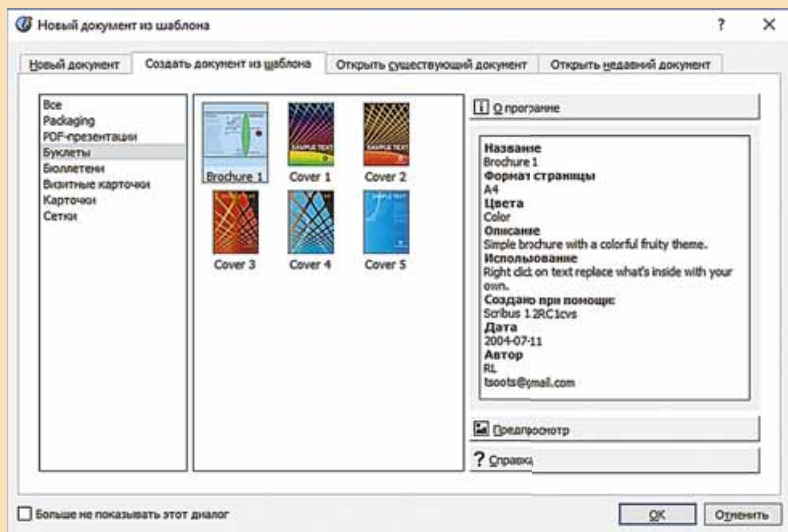 Новый документ из шаблона
Новый документ
Создать документ из шаблона
Открыть существующий документ
Открыть недавний документ
Все
Packaging
PDF-презентации
Буклеты
Бюллетени
Визитные карточки
Карточки
Сетки
SAMPLE TEXT
Brochure 1
Cover 1
Cover 2
Cover 3
Cover 4
Cover 5
О программе
Название
Brochure 1
Формат страницы
A4
Цвета
Color
Описание
Simple brochure with a colorful fruity theme.
Использование
Right click on text replace what's inside with your
own.
Создано при помощи:
Scribus 1.2RC1cvs
Дата
2004-07-11
Автор
RL
tsoots@gmail.com
Предпросмотр
? Справка
Больше не показывать этот диалог
OK
Отменить